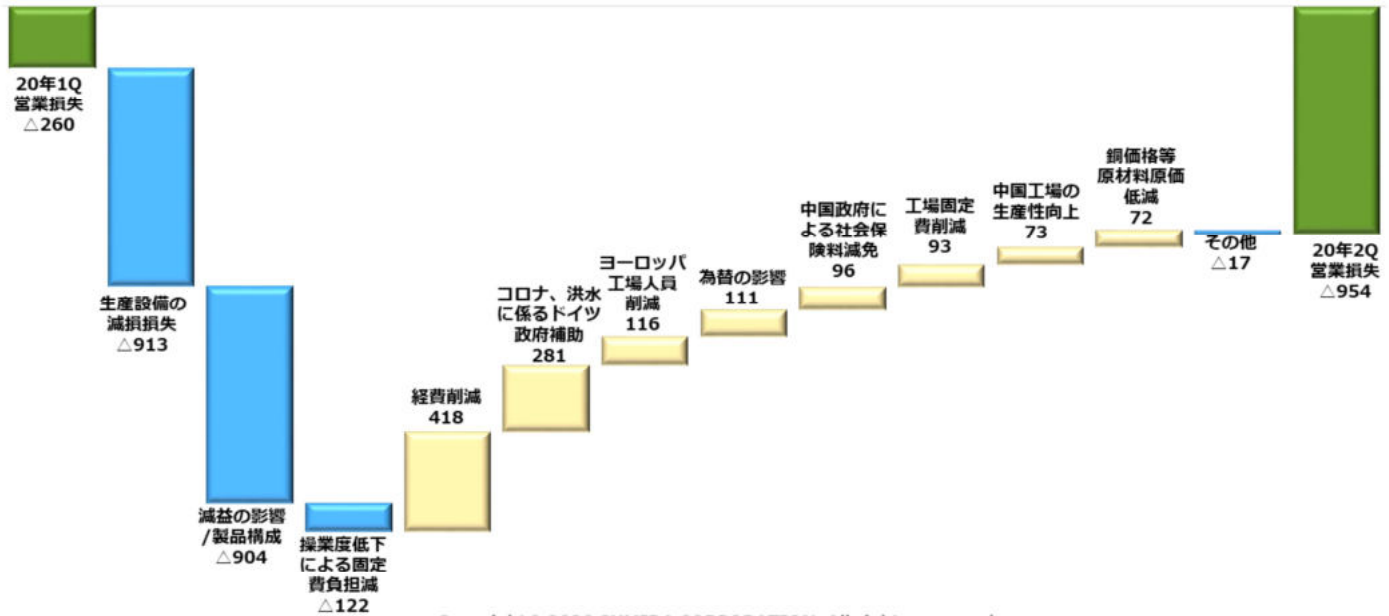 20年1Q
営業損失
△260
生産設備の
減損損失
△913
減益の影響
/製品構成
△904
操業度低下
による固定
費負担減
△122
経費削減
418
コロナ、洪水
に係るドイツ
政府補助
281
ヨーロッパ
工場人員
削減
116
為替の影響
111
中国政府に
よる社会保
険料減免
96
工場固定
費削減
93
中国工場の
生産性向上
73
銅価格等
原材料原価
低減
72
その他
△17
20年2Q
営業損失
△954